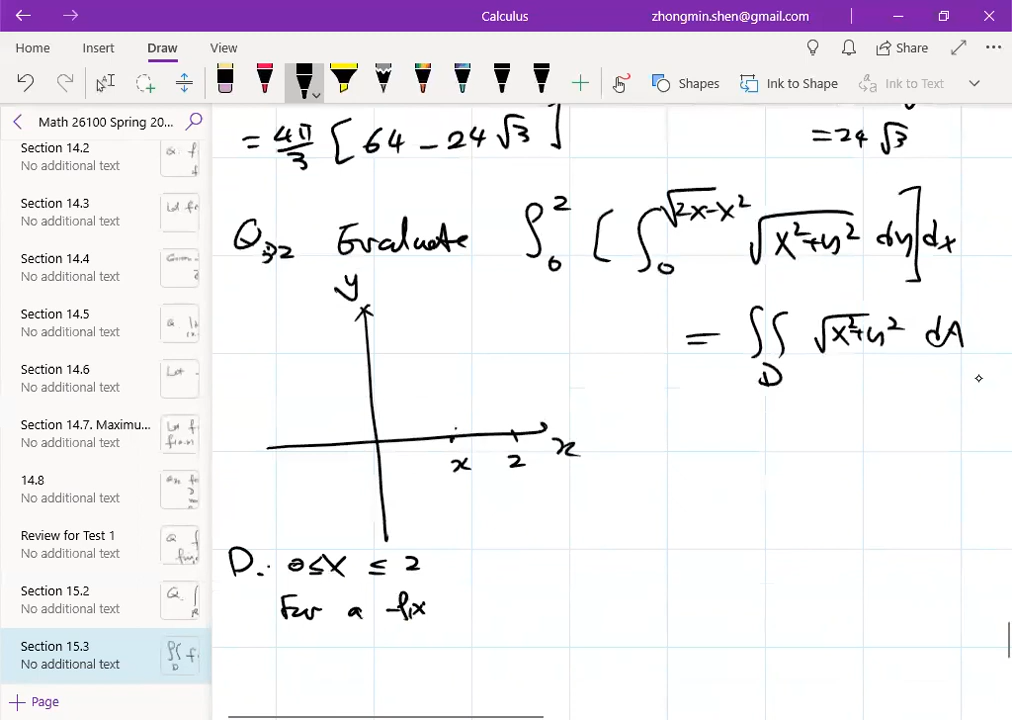 Calculus
zhongmin.shen@gmail.com
Home
Insert
Draw
View
Share
Shapes
Ink to Shape
Ink to Text
Math 26100 Spring 20...
Section 14.2
No additional text
Section 14.3
No additional text
Section 14.4
No additional text
Section 14.5
No additional text
Section 14.6
No additional text
Section 14.7. Maximu...
No additional text
14.8
No additional text
Review for Test 1
No additional text
Section 15.2
No additional text
Section 15.3
No additional text
Page
= 4π/3 [64 - 24√3]
= 24√3
Q 32 Evaluate ∫₀² [∫₀^√(2x-x²) √(x²+y²) dy] dx
= ∬_D √(x²+y²) dA
y
x
x 2
D: 0 ≤ x ≤ 2
For a fix